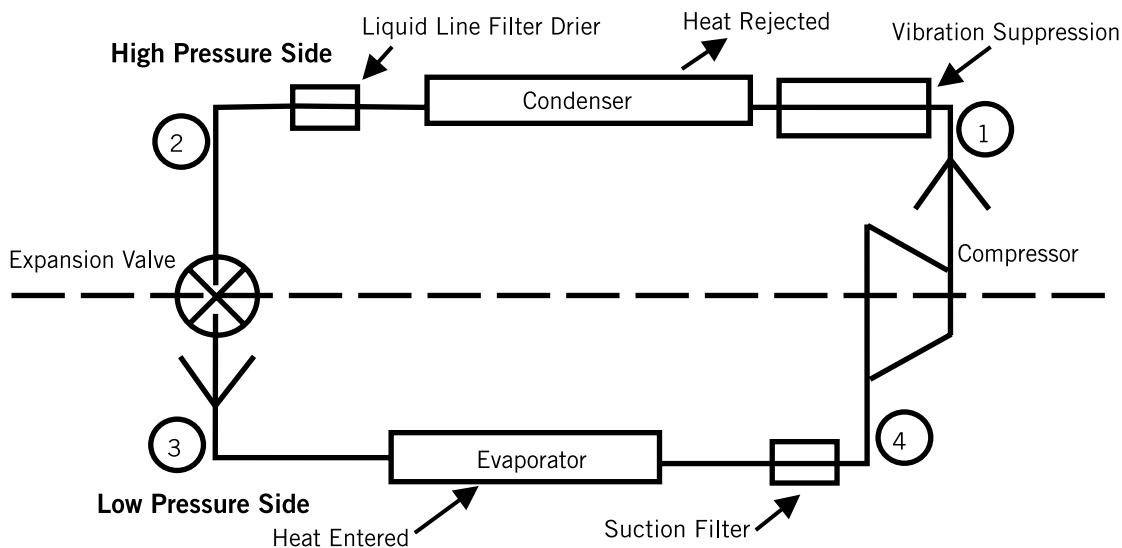 Liquid Line Filter Drier
Heat Rejected
Vibration Suppression
High Pressure Side
Condenser
2
1
Expansion Valve
Compressor
3
4
Evaporator
Low Pressure Side
Heat Entered
Suction Filter